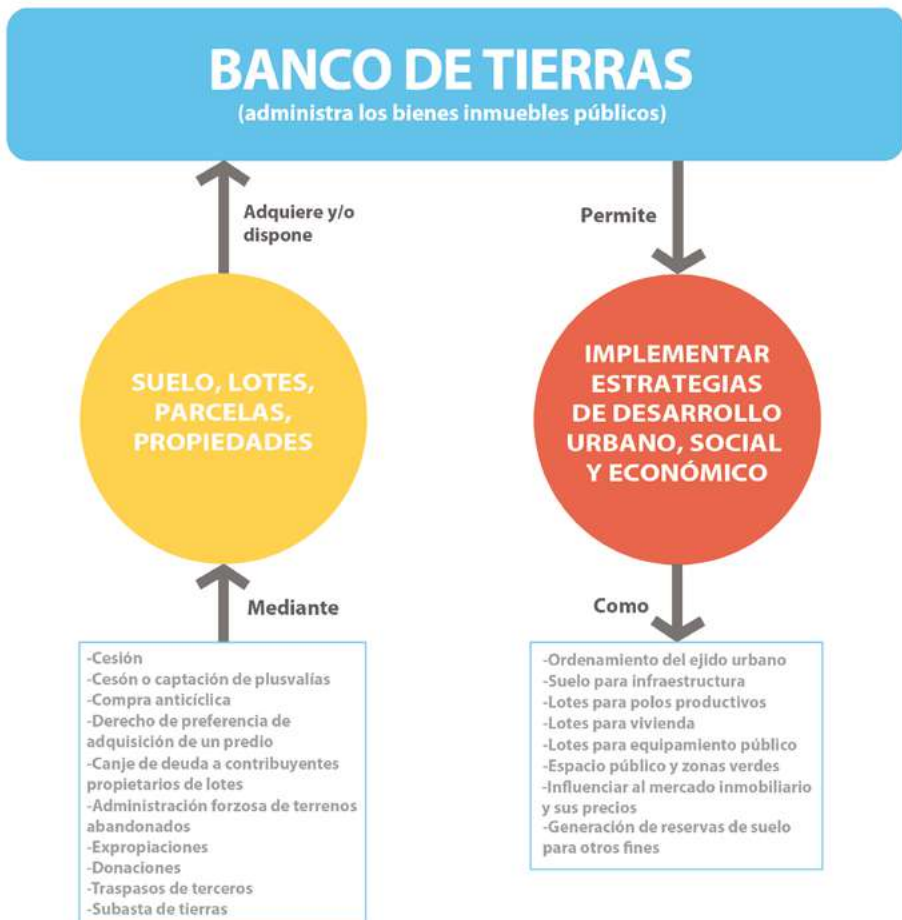 BANCO DE TIERRAS
(administra los bienes inmuebles públicos)
Adquiere y/o
dispone
SUELO, LOTES,
PARCELAS,
PROPIEDADES
Mediante
-Cesión
-Cesón o captación de plusvalías
-Compra anticíclica
-Derecho de preferencia de
adquisición de un predio
-Canje de deuda a contribuyentes
propietarios de lotes
-Administración forzosa de terrenos
abandonados
-Expropiaciones
-Donaciones
-Traspasos de terceros
-Subasta de tierras
Permite
IMPLEMENTAR
ESTRATEGIAS
DE DESARROLLO
URBANO, SOCIAL
Y ECONÓMICO
Como
-Ordenamiento del ejido urbano
-Suelo para infraestructura
-Lotes para polos productivos
-Lotes para vivienda
-Lotes para equipamiento público
-Espacio público y zonas verdes
-Influenciar al mercado inmobiliario
y sus precios
-Generación de reservas de suelo
para otros fines